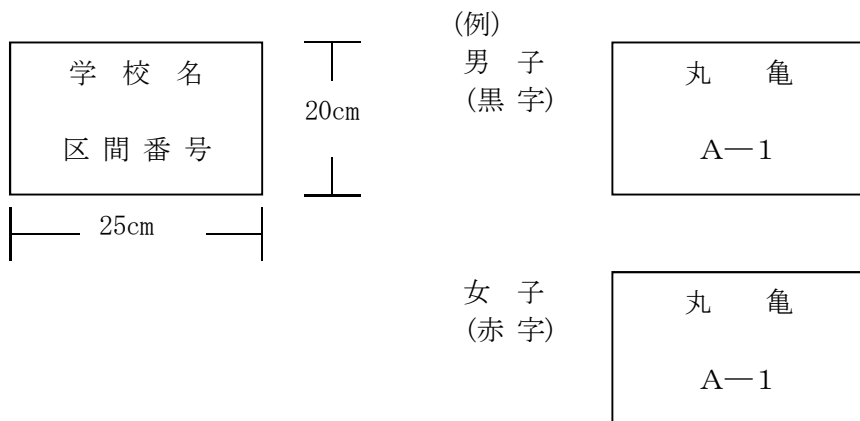 学校名
区間番号
20cm
25cm
(例)
男子
(黒字)
丸亀
A―1
女子
(赤字)
丸亀
A―1